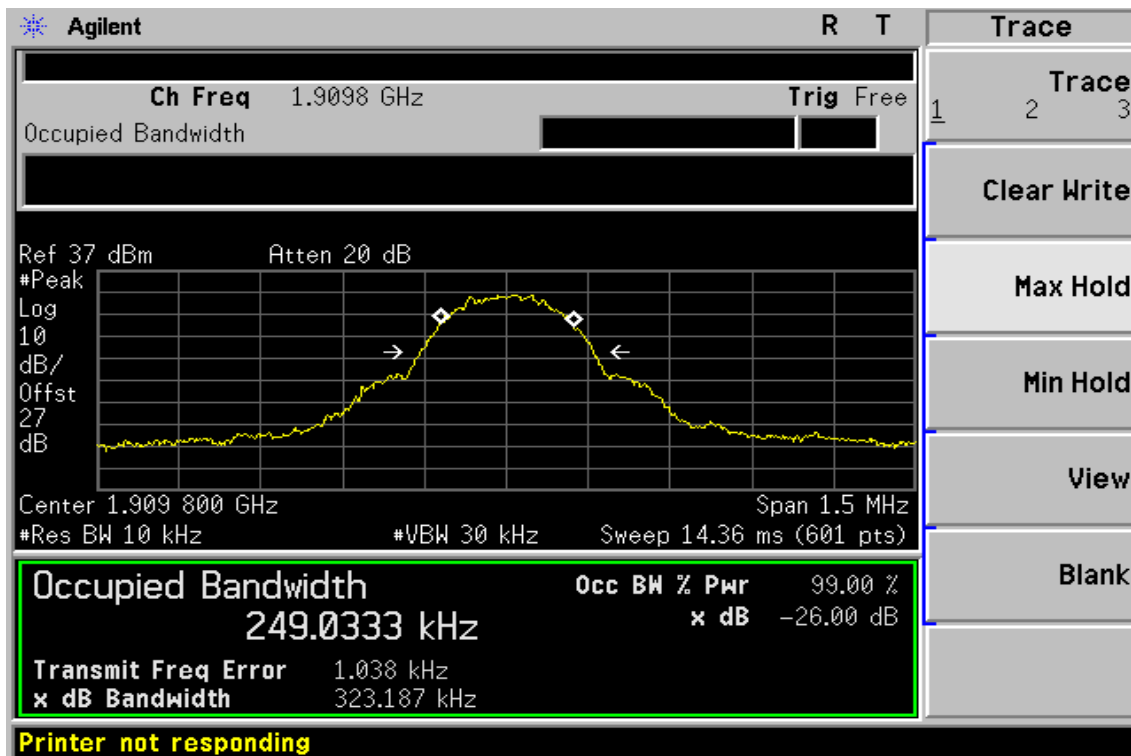 Agilent R T Trace
Ch Freq 1.9098 GHz Trig Free
Occupied Bandwidth
Trace
1 2 3
Clear Write
Max Hold
Min Hold
View
Blank
Ref 37 dBm Atten 20 dB
#Peak
Log
10
dB/
Offst
27
dB
Center 1.909 800 GHz Span 1.5 MHz
#Res BW 10 kHz #VBW 30 kHz Sweep 14.36 ms (601 pts)
Occupied Bandwidth Occ BW % Pwr 99.00 %
249.0333 kHz x dB -26.00 dB
Transmit Freq Error 1.038 kHz
x dB Bandwidth 323.187 kHz
Printer not responding